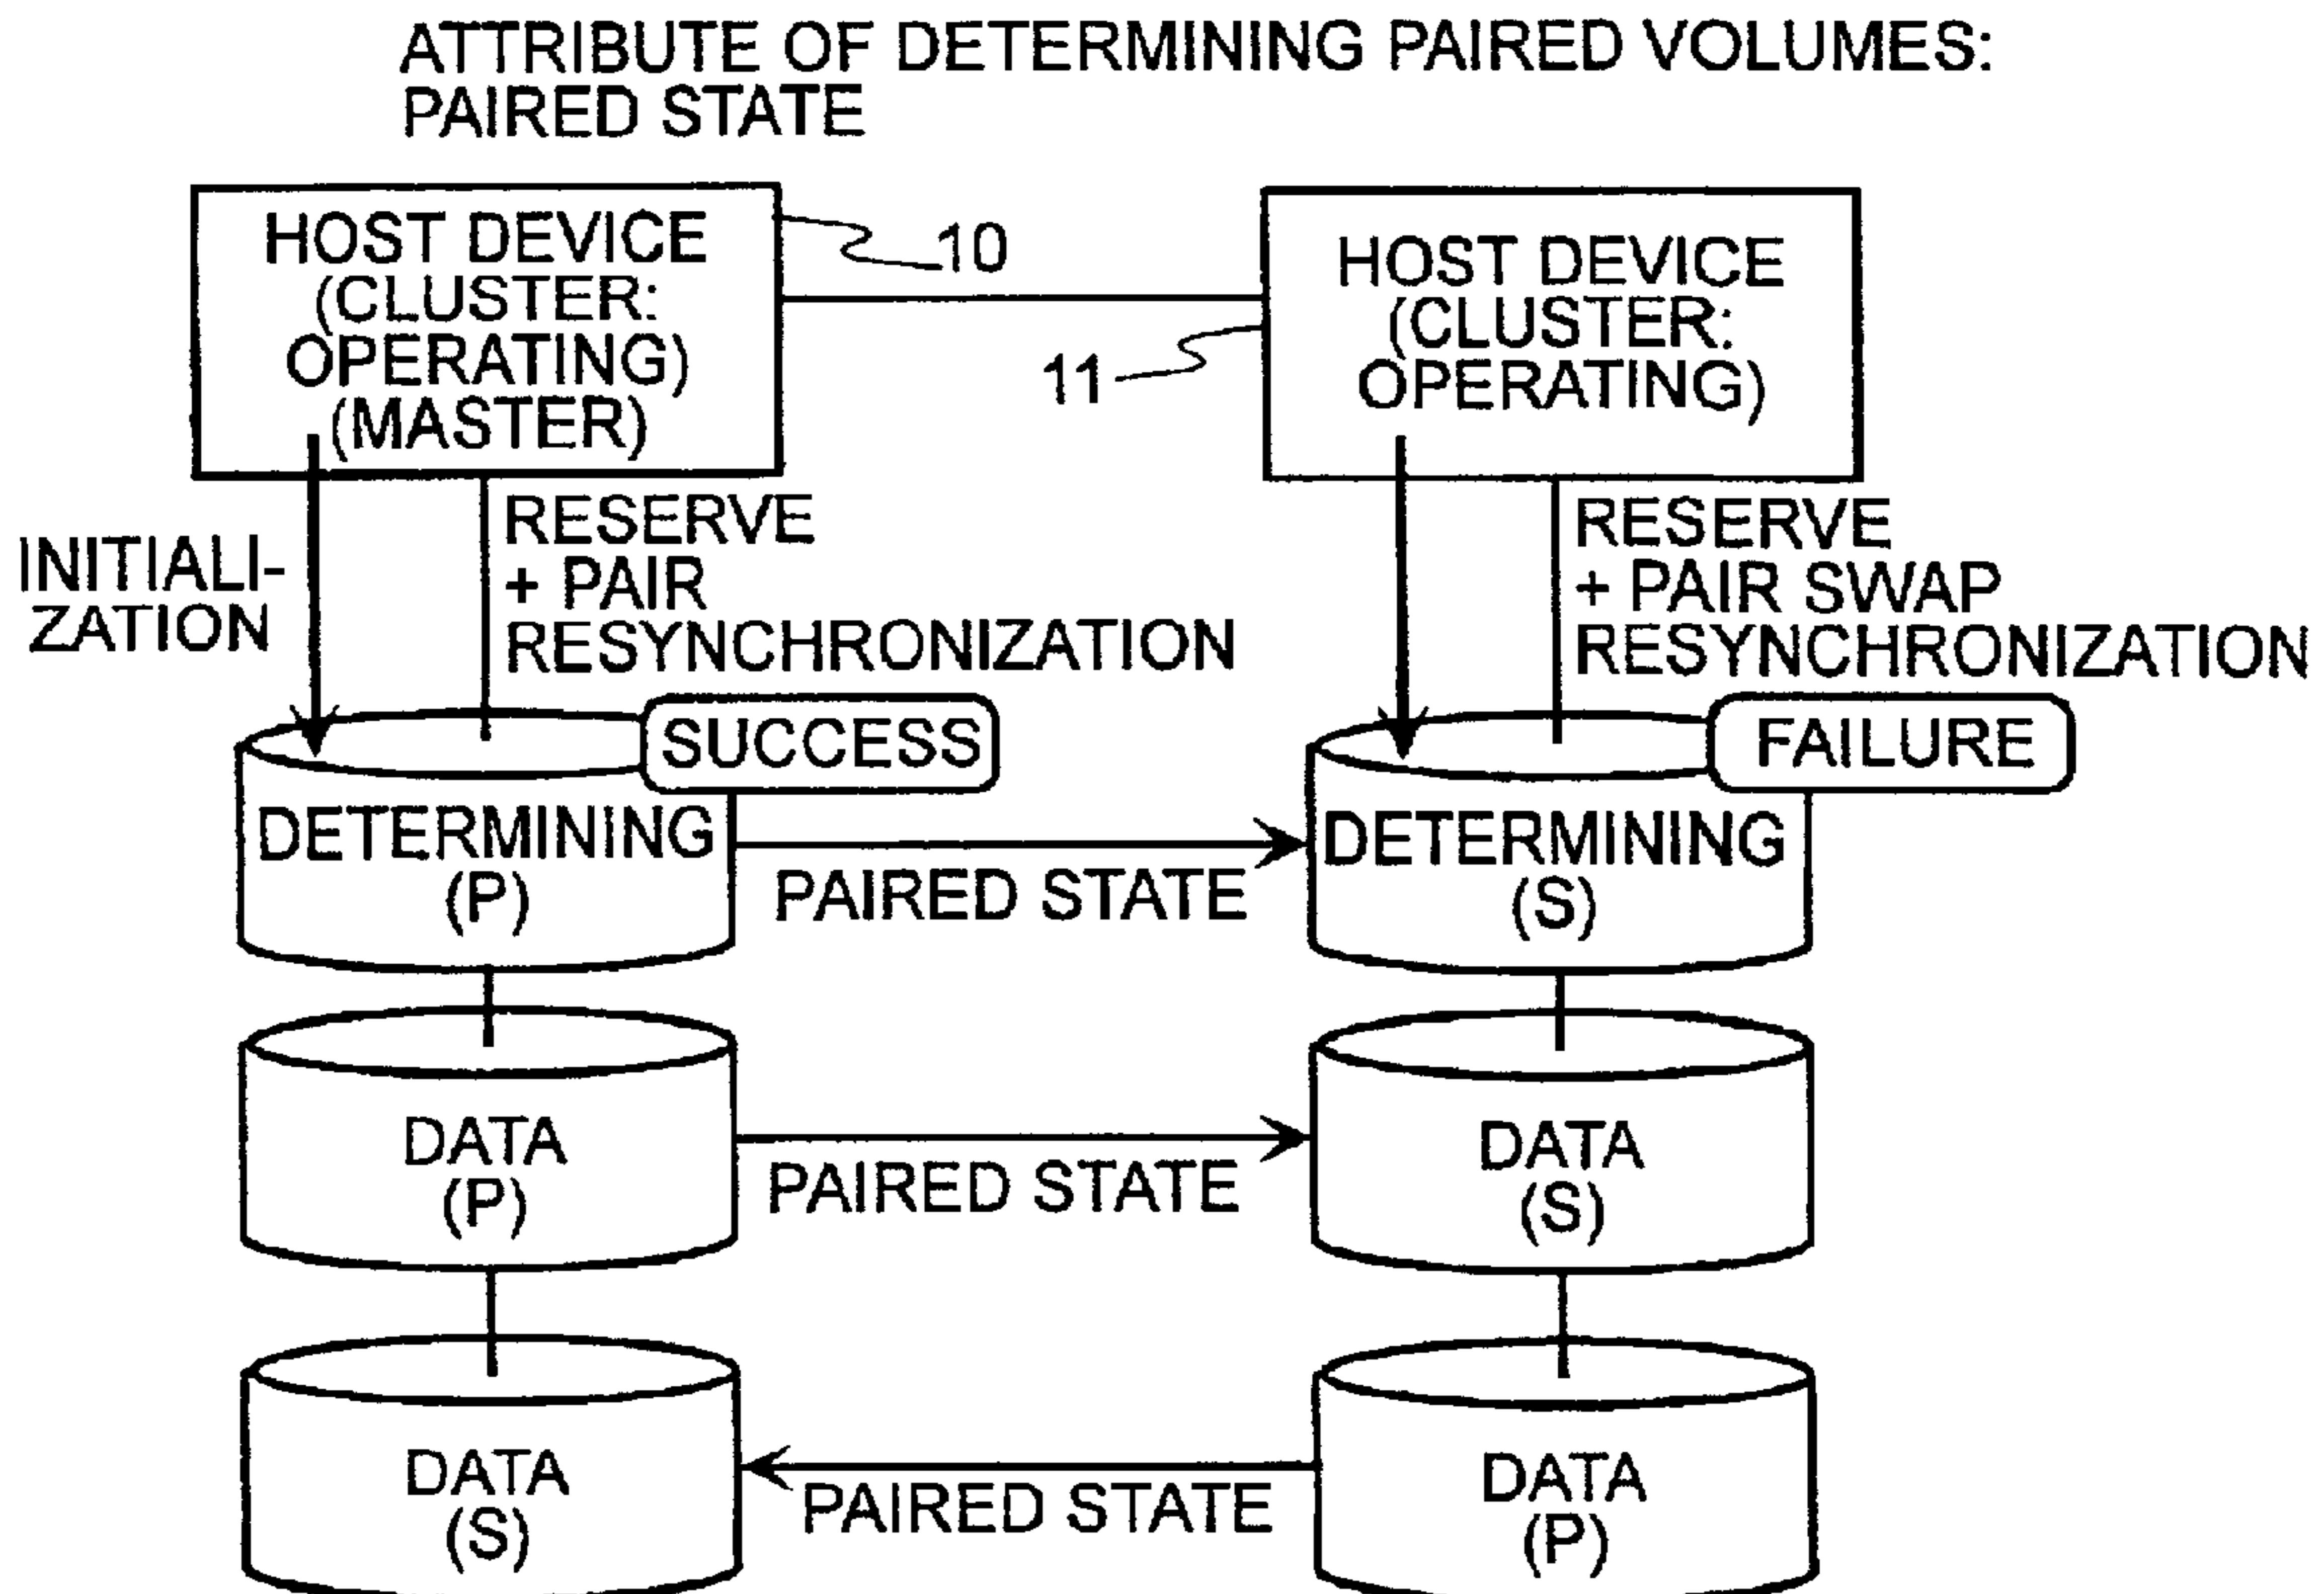 ATTRIBUTE OF DETERMINING PAIRED VOLUMES:
PAIRED STATE
HOST DEVICE
(CLUSTER:
OPERATING)
(MASTER)
10
HOST DEVICE
(CLUSTER:
OPERATING)
11
INITIALI-
ZATION
RESERVE
+ PAIR
RESYNCHRONIZATION
RESERVE
+ PAIR SWAP
RESYNCHRONIZATION
SUCCESS
FAILURE
DETERMINING
(P)
PAIRED STATE
DETERMINING
(S)
DATA
(P)
PAIRED STATE
DATA
(S)
DATA
(S)
PAIRED STATE
DATA
(P)